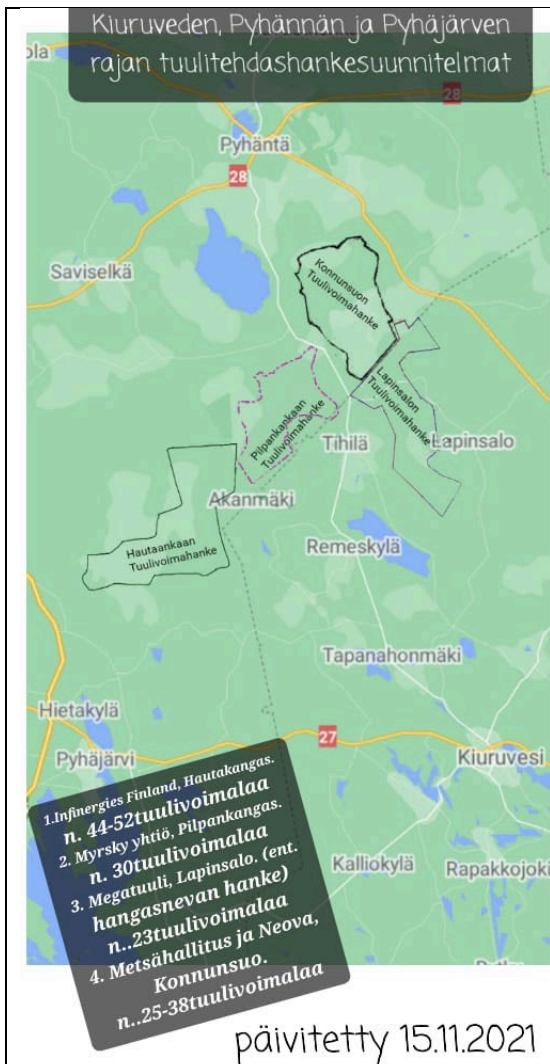 Kiuruveden, Pyhännän ja Pyhäjärven
rajan tuulitehdashankesuunnitelmat
28
Pyhäntä
28
Saviselkä
Konnunsuon
Tuulivoimahanke
Lapinsalon
Tuulivoimahanke
Pilpankankaan
Tuulivoimahanke
Tihilä
Lapinsalo
Akanmäki
Hautaankaan
Tuulivoimahanke
Remeskylä
Tapanahonmäki
Hietakylä
27
Pyhäjärvi
Kiuruvesi
1.Infinergies Finland, Hautakangas.
n. 44-52tuulivoimalaa
2. Myrsky yhtiö, Pilpankangas.
n. 30tuulivoimalaa
3. Megatuuli, Lapinsalo. (ent.
hangasnevan hanke)
n..23tuulivoimalaa
4. Metsähallitus ja Neova,
Konnunsuo.
n..25-38tuulivoimalaa
Kalliokylä
Rapakkojoki
päivitetty 15.11.2021